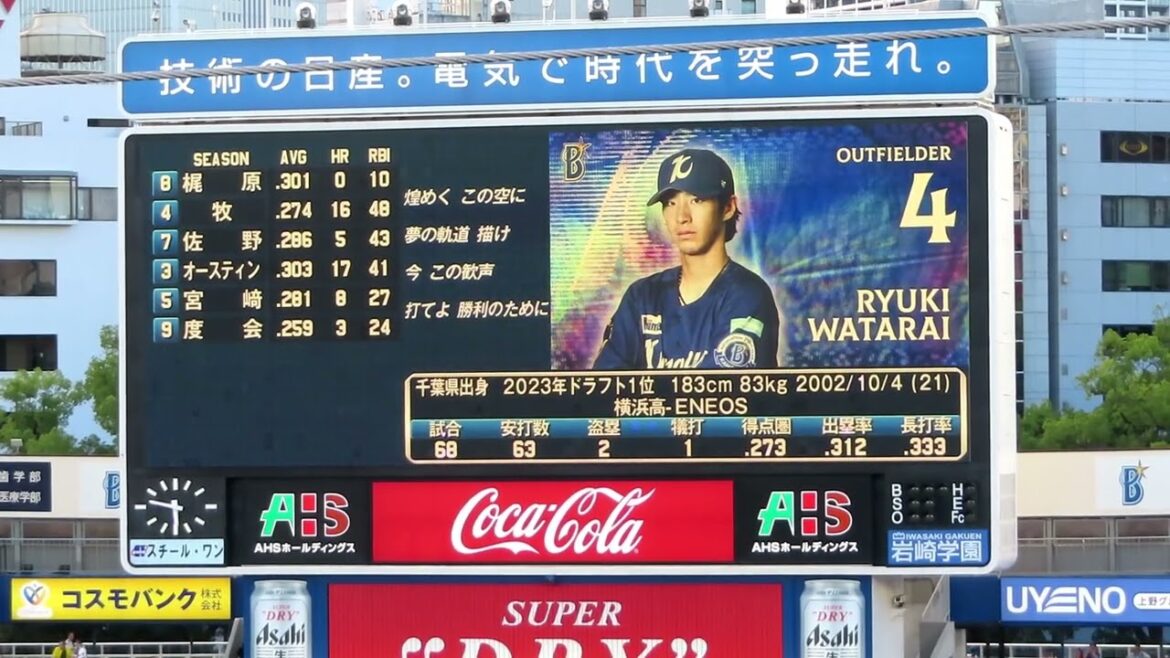 技術の日産。電気で時代を突っ走れ。
SEASON AVG HR RBI
8 梶原 .301 0 10
4 牧 .274 16 48
7 佐野 .286 5 43
3 オースティン .303 17 41
5 宮﨑 .281 8 27
9 度会 .259 3 24
煌めく この空に
夢の軌道 描け
今 この歓声
打てよ 勝利のために
B
K
OUTFIELDER
4
RYUKI
WATARAI
千葉県出身 2023年ドラフト1位 183cm 83kg 2002/10/4 (21)
横浜高-ENEOS
試合 安打数 盗塁 犠打 得点圏 出塁率 長打率
68 63 2 1 .273 .312 .333
歯学部
医療学部
スチール・ワン
AHS
AHSホールディングス
Coca-Cola
AHS
AHSホールディングス
B H
S E
O Fc
IWASAKI GAKUEN
岩崎学園
コスモバンク 株式会社
Asahi
SUPER
"DRY"
Asahi
UYENO